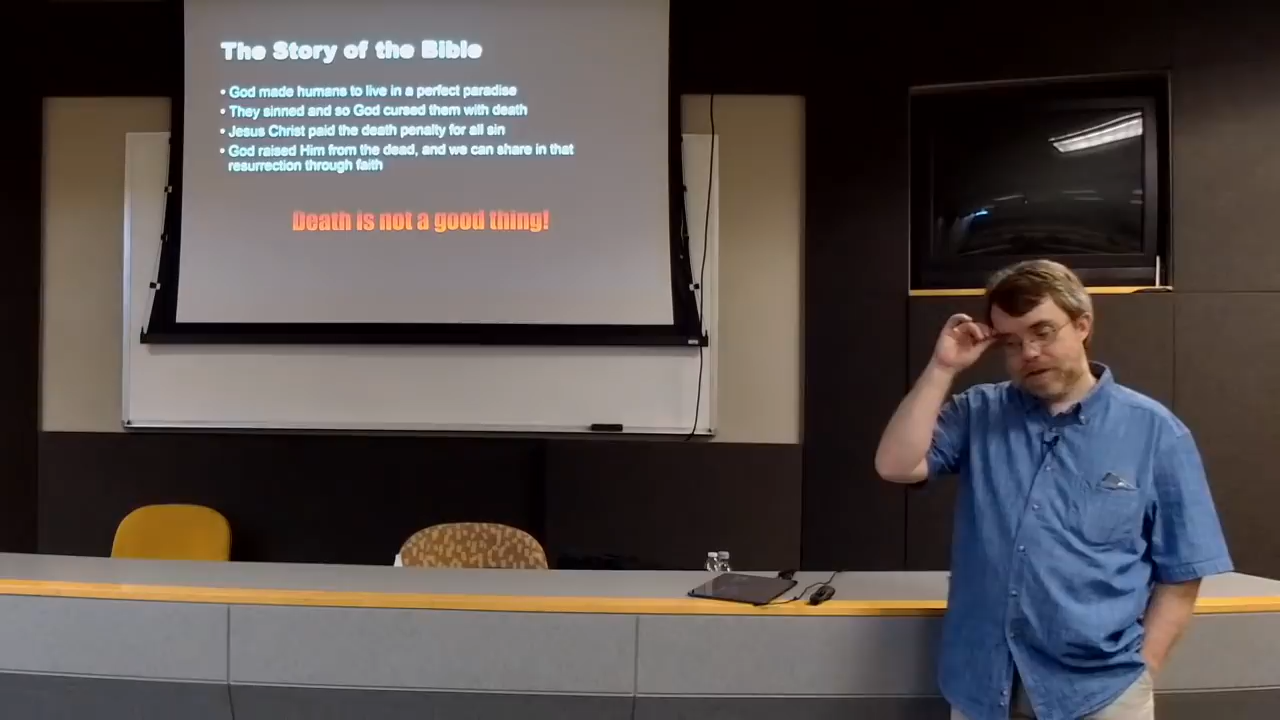 The Story of the Bible
• God made humans to live in a perfect paradise
• They sinned and so God cursed them with death
• Jesus Christ paid the death penalty for all sin
• God raised Him from the dead, and we can share in that
resurrection through faith
Death is not a good thing!